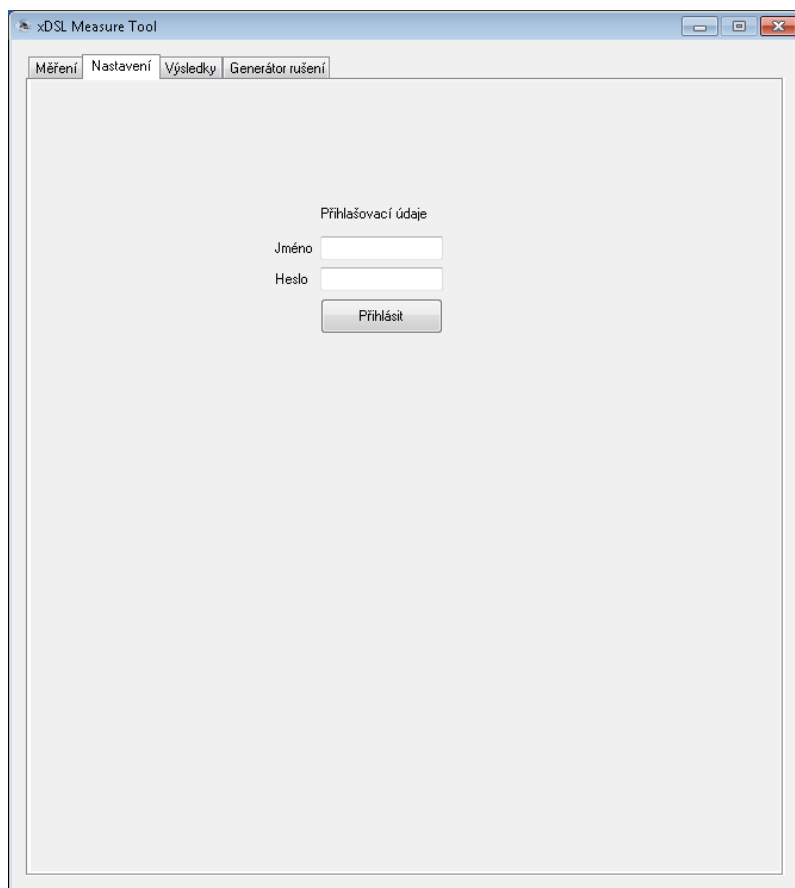 xDSL Measure Tool
Měření Nastavení Výsledky Generátor rušení
Přihlašovací údaje
Jméno
Heslo
Přihlásit